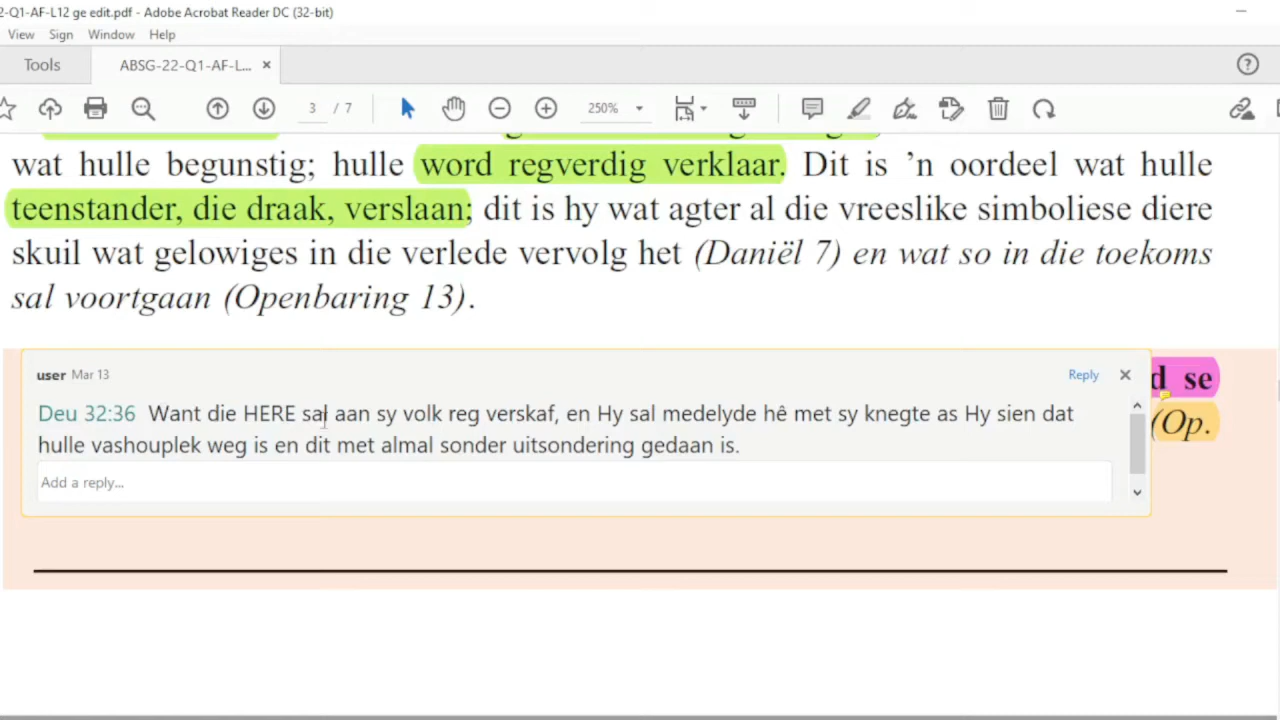 2-Q1-AF-L12 ge edit.pdf - Adobe Acrobat Reader DC (32-bit)
View Sign Window Help
Tools ABSG-22-Q1-AF-L... ×
3 / 7 250%
wat hulle begunstig; hulle word regverdig verklaar. Dit is ’n oordeel wat hulle
teenstander, die draak, verslaan; dit is hy wat agter al die vreeslike simboliese diere
skuil wat gelowiges in die verlede vervolg het (Daniël 7) en wat so in die toekoms
sal voortgaan (Openbaring 13).
user Mar 13 Reply
d se
Deu 32:36 Want die HERE sal aan sy volk reg verskaf, en Hy sal medelyde hê met sy knegte as Hy sien dat
(Op.
hulle vashouplek weg is en dit met almal sonder uitsondering gedaan is.
Add a reply...